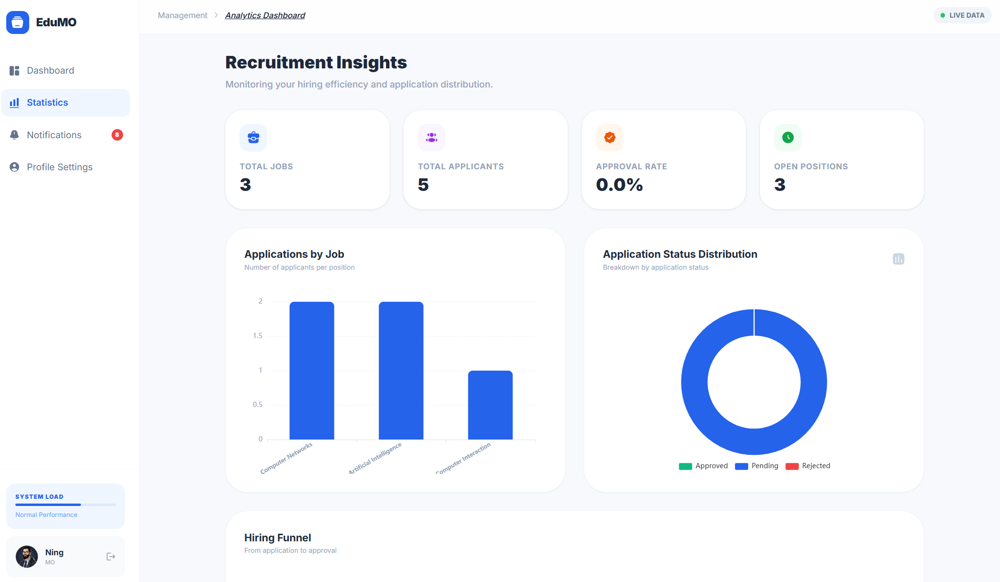 EduMO
Dashboard
Statistics
Notifications
8
Profile Settings
SYSTEM LOAD
Normal Performance
Ning
MO
Management
Analytics Dashboard
LIVE DATA
Recruitment Insights
Monitoring your hiring efficiency and application distribution.
TOTAL JOBS
3
TOTAL APPLICANTS
5
APPROVAL RATE
0.0%
OPEN POSITIONS
3
Applications by Job
Number of applicants per position
2
1.5
1
0.5
0
Computer Networks
Artificial Intelligence
Computer Interaction
Application Status Distribution
Breakdown by application status
Approved
Pending
Rejected
Hiring Funnel
From application to approval